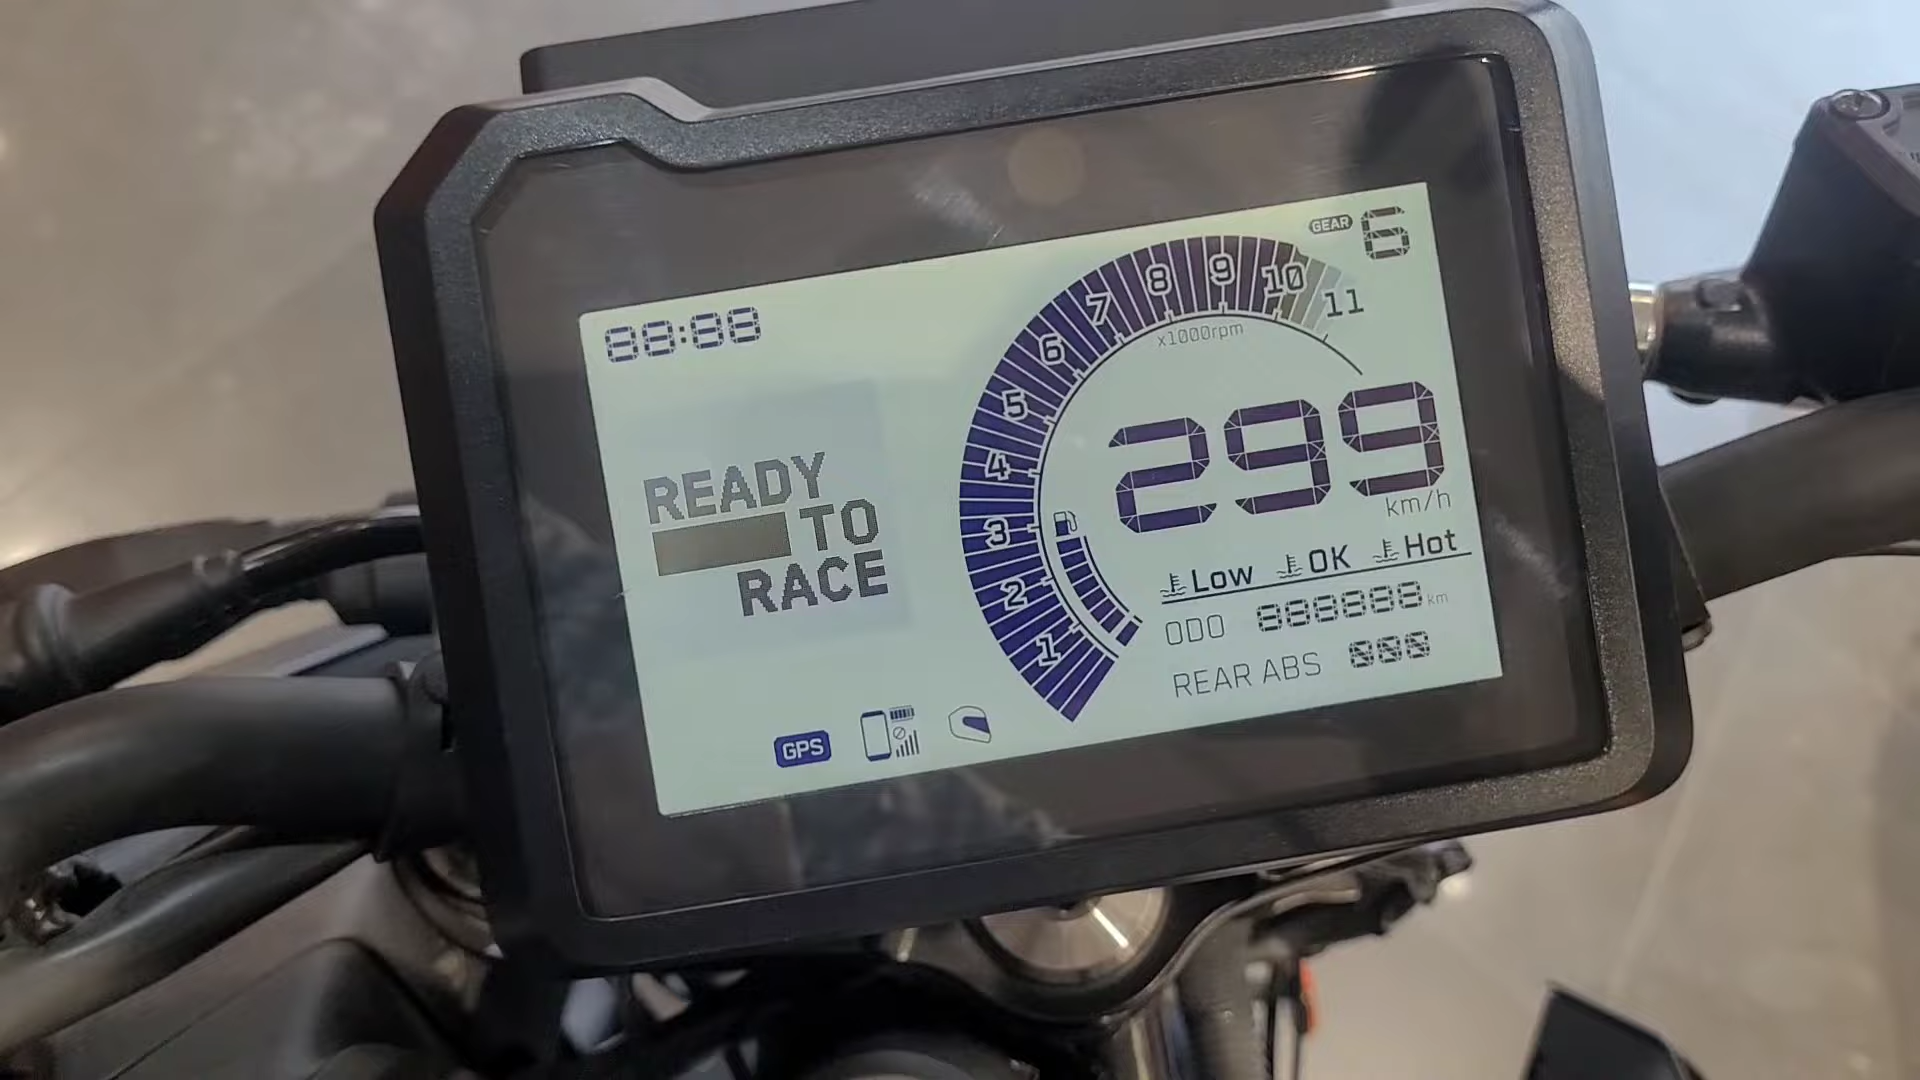 GEAR 6
88:88
7 8 9 10 11
x1000rpm
6
5
299
km/h
4
READY
TO
RACE
3
Low OK Hot
2
ODO 888888 km
1
REAR ABS
GPS